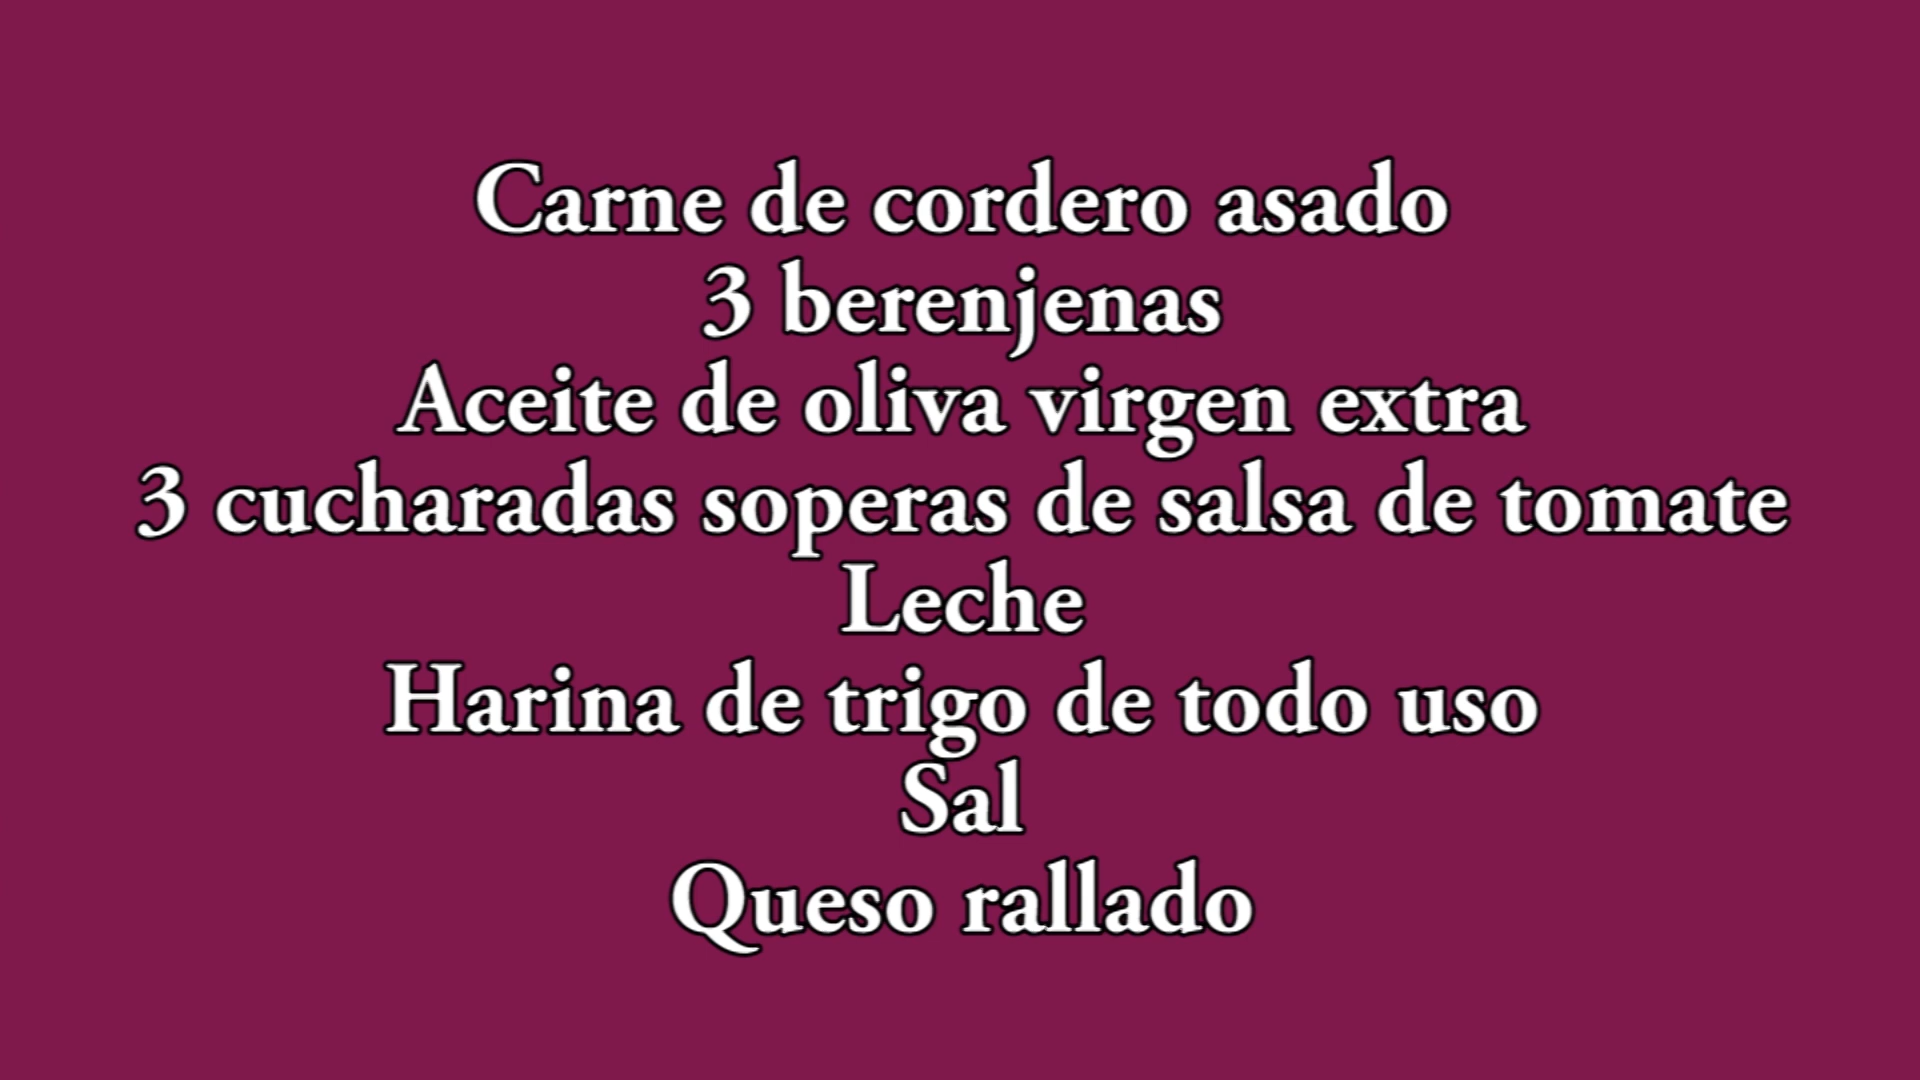 Carne de cordero asado
3 berenjenas
Aceite de oliva virgen extra
3 cucharadas soperas de salsa de tomate
Leche
Harina de trigo de todo uso
Sal
Queso rallado